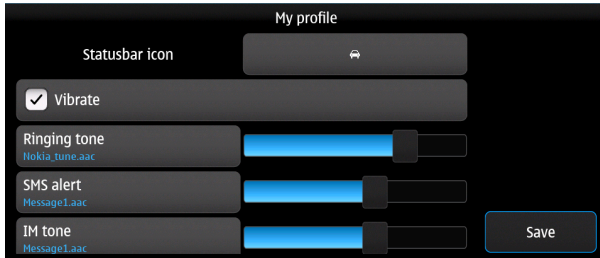 My profile
Statusbar icon
Vibrate
Ringing tone
Nokia_tune.aac
SMS alert
Message1.aac
IM tone
Message1.aac
Save